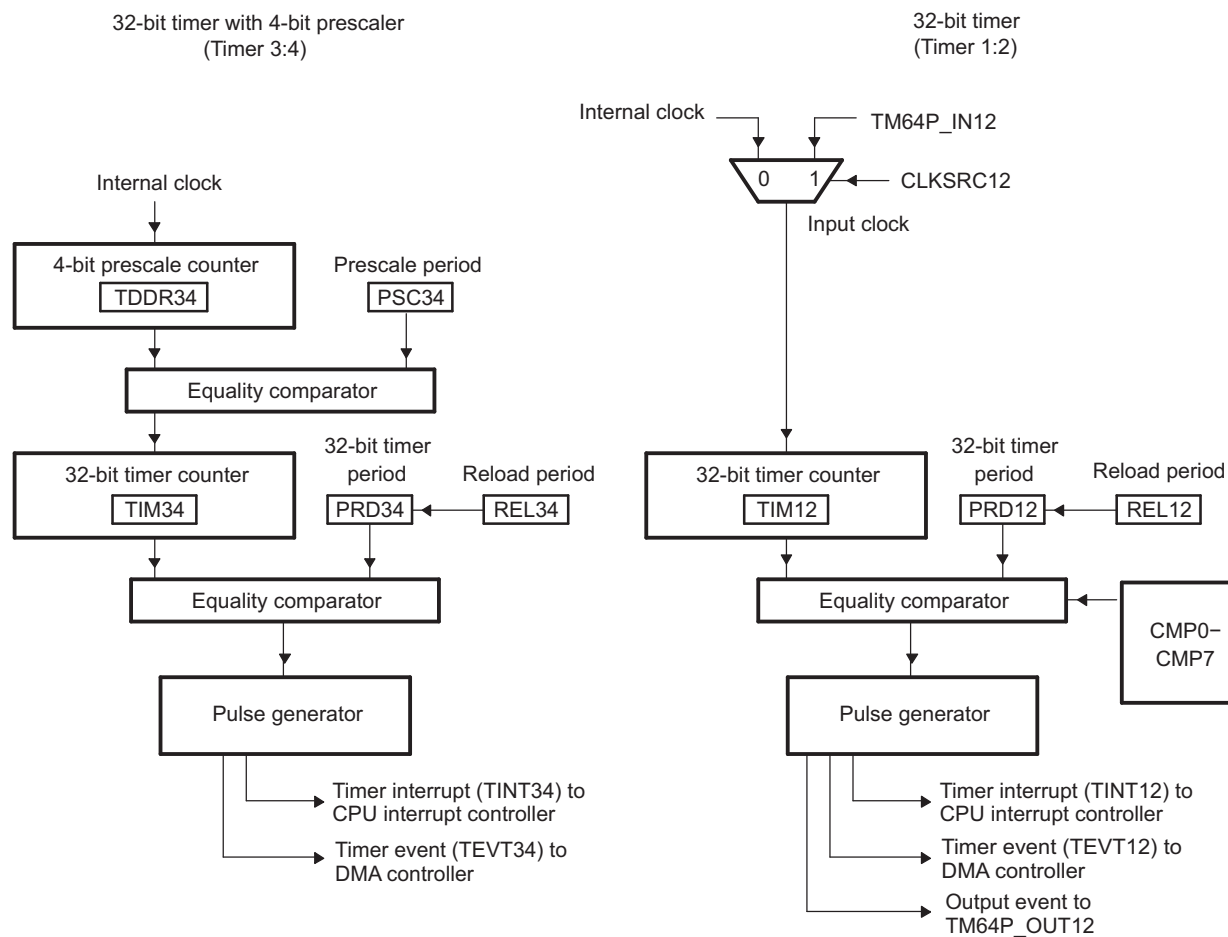 32-bit timer with 4-bit prescaler
(Timer 3:4)
Internal clock
4-bit prescale counter
TDDR34
Prescale period
PSC34
Equality comparator
32-bit timer counter
TIM34
32-bit timer
period
PRD34
Reload period
REL34
Equality comparator
Pulse generator
Timer interrupt (TINT34) to
CPU interrupt controller
Timer event (TEVT34) to
DMA controller
32-bit timer
(Timer 1:2)
Internal clock
TM64P_IN12
0 1
CLKSRC12
Input clock
32-bit timer counter
TIM12
32-bit timer
period
PRD12
Reload period
REL12
Equality comparator
CMP0−
CMP7
Pulse generator
Timer interrupt (TINT12) to
CPU interrupt controller
Timer event (TEVT12) to
DMA controller
Output event to
TM64P_OUT12